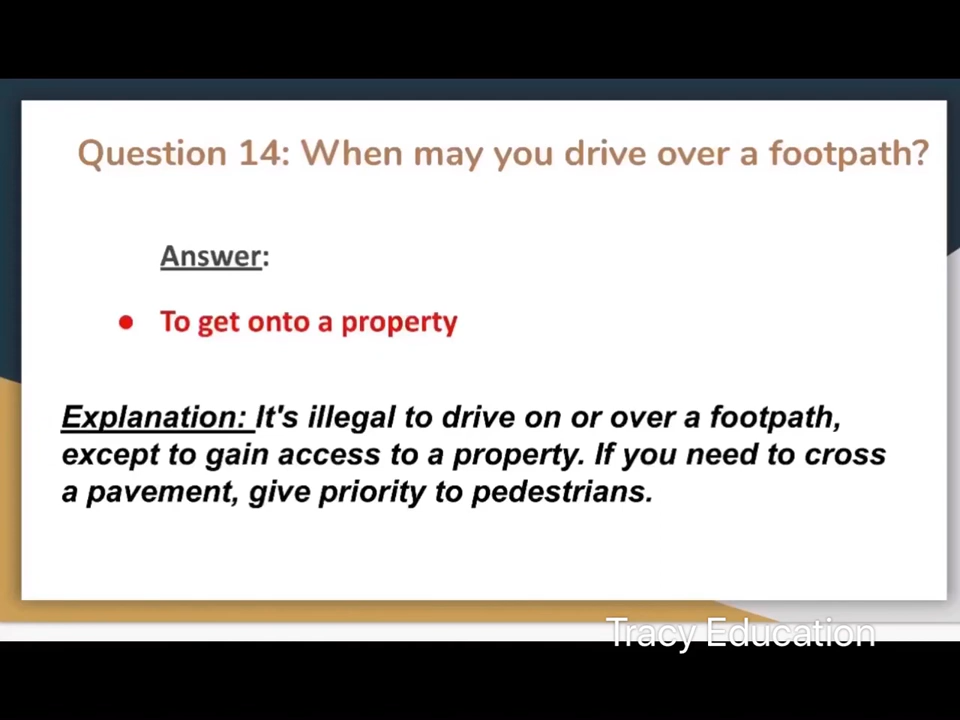 Question 14: When may you drive over a footpath?
Answer:
● To get onto a property
Explanation: It's illegal to drive on or over a footpath,
except to gain access to a property. If you need to cross
a pavement, give priority to pedestrians.
Tracy Education